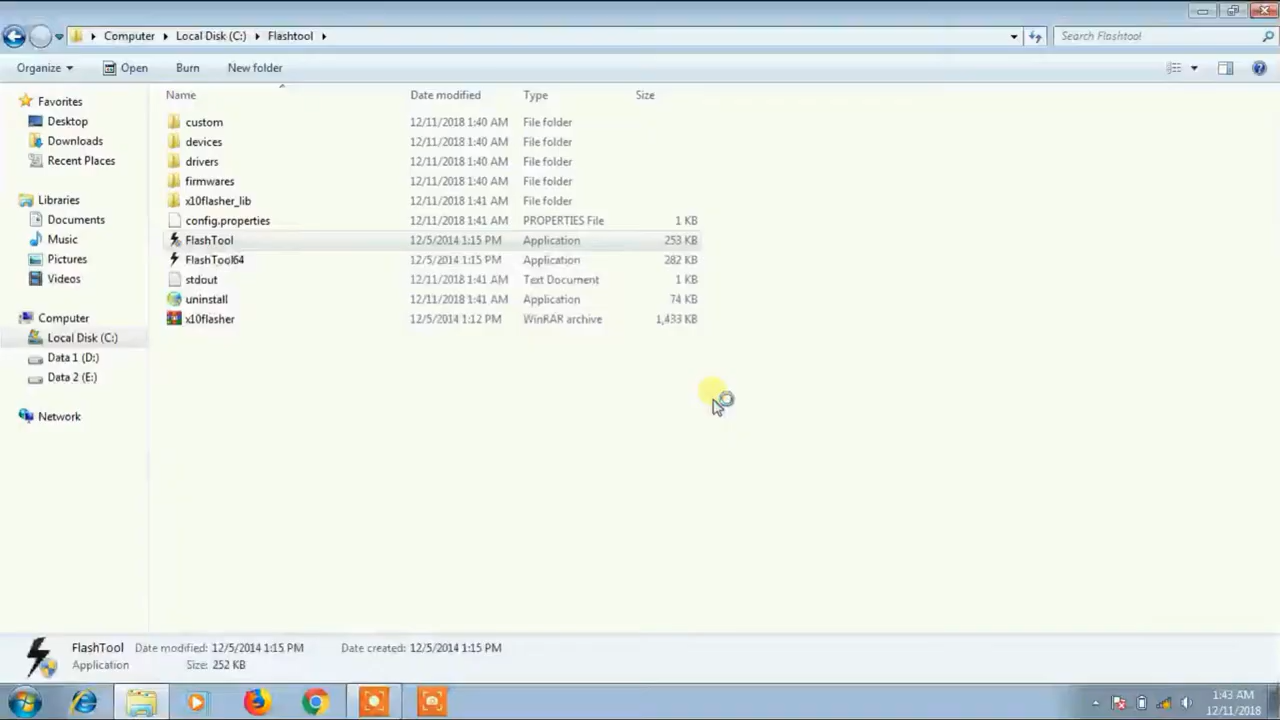 Computer Local Disk (C:) Flashtool
Search Flashtool
Organize Open Burn New folder
Name Date modified Type Size
Favorites
Desktop
Downloads
Recent Places
Libraries
Documents
Music
Pictures
Videos
Computer
Local Disk (C:)
Data 1 (D:)
Data 2 (E:)
Network
custom 12/11/2018 1:40 AM File folder
devices 12/11/2018 1:40 AM File folder
drivers 12/11/2018 1:40 AM File folder
firmwares 12/11/2018 1:40 AM File folder
x10flasher_lib 12/11/2018 1:41 AM File folder
config.properties 12/11/2018 1:41 AM PROPERTIES File 1 KB
FlashTool 12/5/2014 1:15 PM Application 253 KB
FlashTool64 12/5/2014 1:15 PM Application 282 KB
stdout 12/11/2018 1:41 AM Text Document 1 KB
uninstall 12/11/2018 1:41 AM Application 74 KB
x10flasher 12/5/2014 1:12 PM WinRAR archive 1,433 KB
FlashTool Date modified: 12/5/2014 1:15 PM Date created: 12/5/2014 1:15 PM
Application Size: 252 KB
1:43 AM
12/11/2018